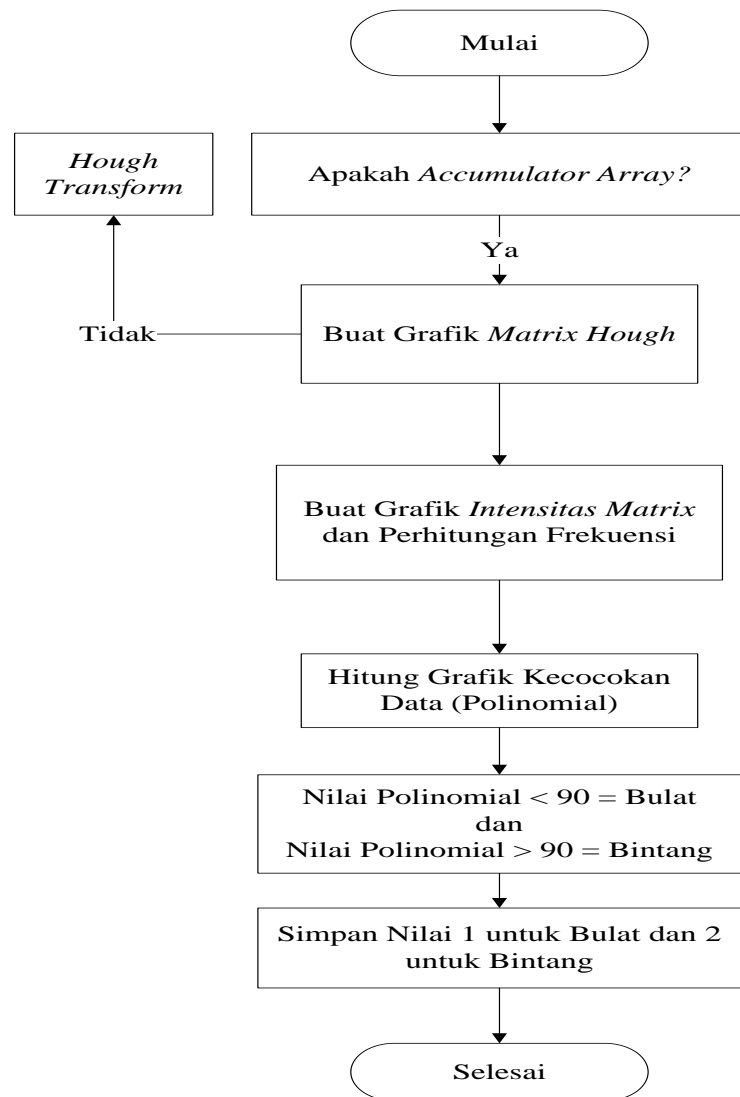 Mulai
Hough
Transform
Apakah Accumulator Array?
Ya
Tidak
Buat Grafik Matrix Hough
Buat Grafik Intensitas Matrix
dan Perhitungan Frekuensi
Hitung Grafik Kecocokan
Data (Polinomial)
Nilai Polinomial < 90 = Bulat
dan
Nilai Polinomial > 90 = Bintang
Simpan Nilai 1 untuk Bulat dan 2
untuk Bintang
Selesai